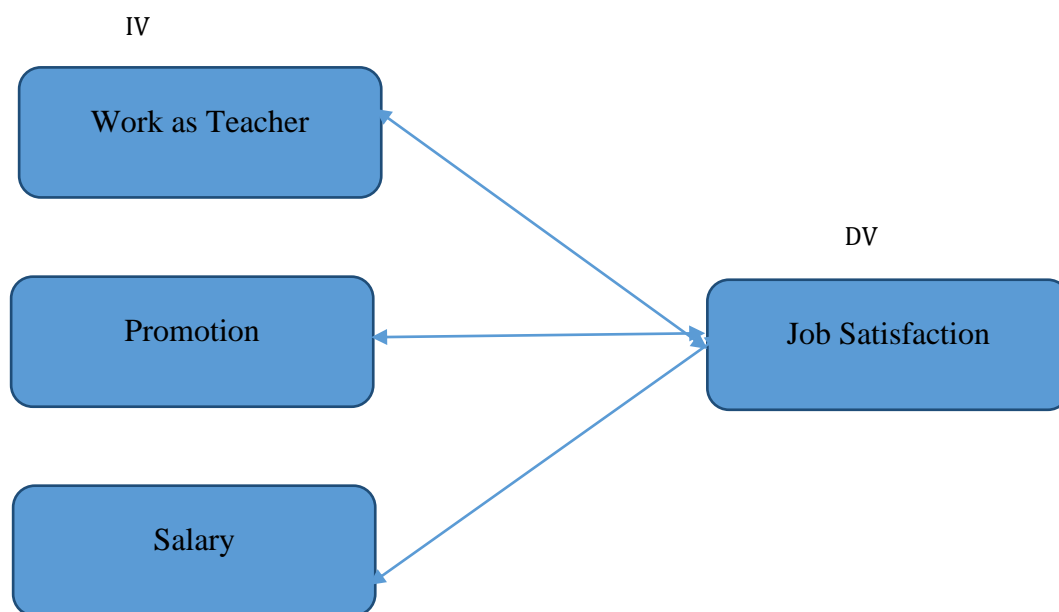 IV
Work as Teacher
DV
Promotion
Job Satisfaction
Salary